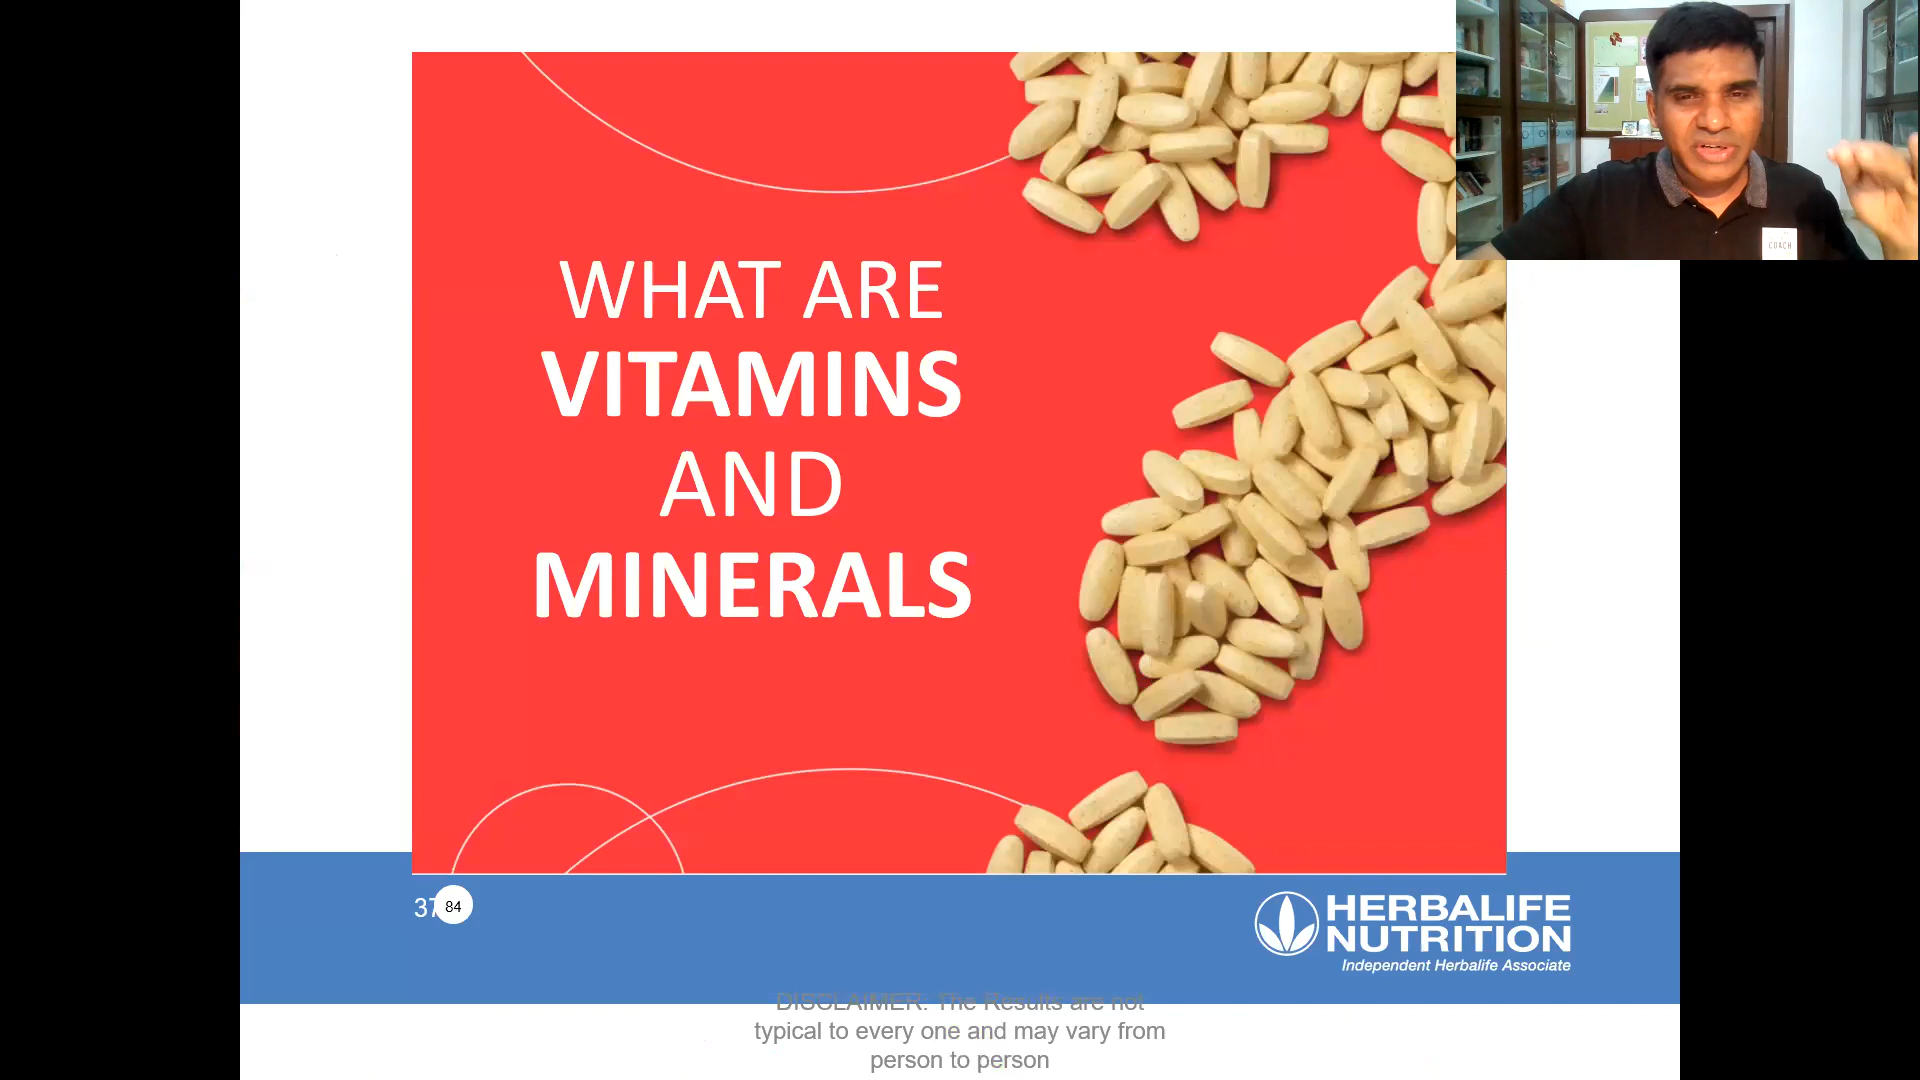 WHAT ARE
VITAMINS
AND
MINERALS
COACH
37
84
HERBALIFE
NUTRITION
Independent Herbalife Associate
DISCLAIMER: The Results are not
typical to every one and may vary from
person to person